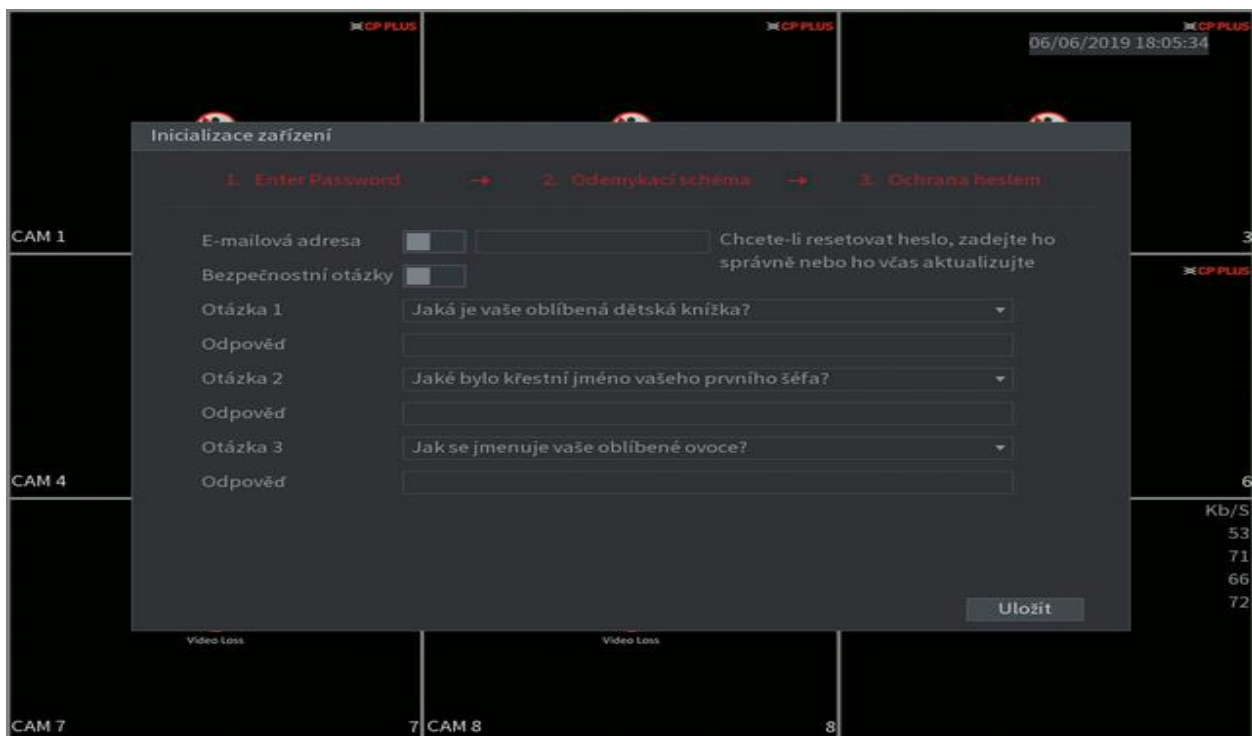 CP PLUS
CP PLUS
CP PLUS
06/06/2019 18:05:34
Inicializace zařízení
1. Enter Password → 2. Odemykací schéma → 3. Ochrana heslem
CAM 1
3
E-mailová adresa
Chcete-li resetovat heslo, zadejte ho
správně nebo ho včas aktualizujte
Bezpečnostní otázky
CP PLUS
Otázka 1 Jaká je vaše oblíbená dětská knížka?
Odpověď
Otázka 2 Jaké bylo křestní jméno vašeho prvního šéfa?
Odpověď
Otázka 3 Jak se jmenuje vaše oblíbené ovoce?
Odpověď
CAM 4
6
Kb/S
53
71
66
72
Uložit
Video Loss
Video Loss
CAM 7
7
CAM 8
8